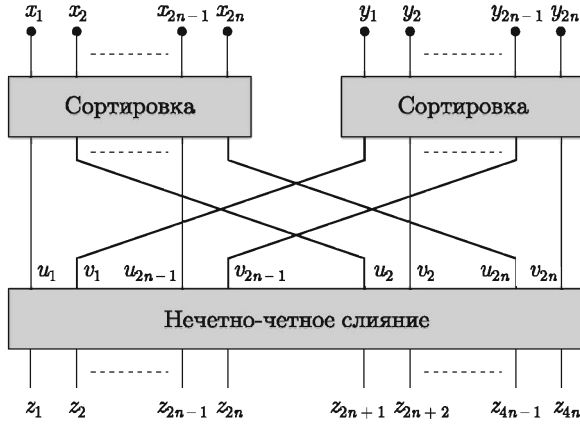 x₁ x₂ x₂ₙ₋₁ x₂ₙ y₁ y₂ y₂ₙ₋₁ y₂ₙ
Сортировка Сортировка
u₁ v₁ u₂ₙ₋₁ v₂ₙ₋₁ u₂ v₂ u₂ₙ v₂ₙ
Нечетно-четное слияние
z₁ z₂ z₂ₙ₋₁ z₂ₙ z₂ₙ₊₁ z₂ₙ₊₂ z₄ₙ₋₁ z₄ₙ